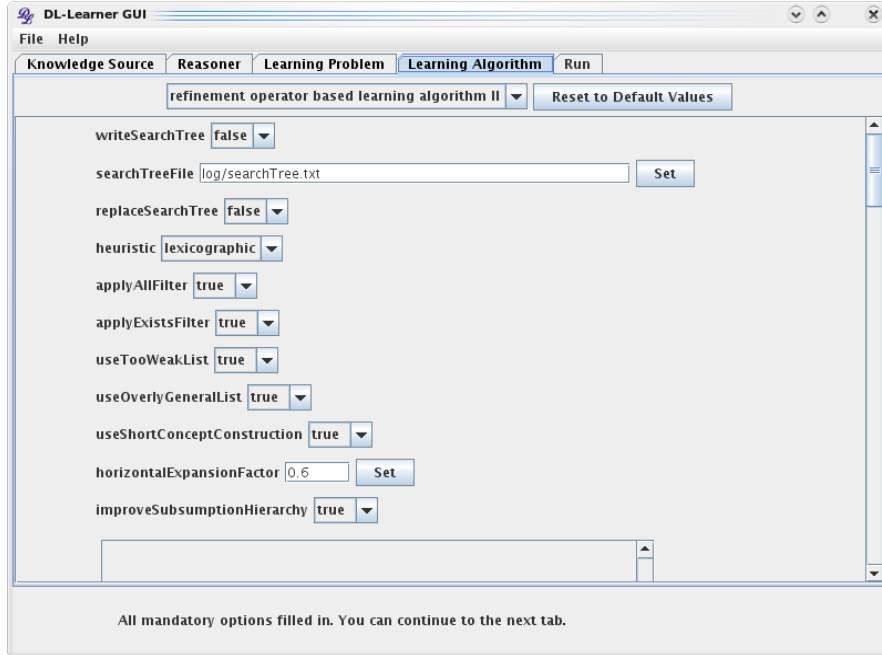 DL-Learner GUI
File Help
Knowledge Source Reasoner Learning Problem Learning Algorithm Run
refinement operator based learning algorithm II Reset to Default Values
writeSearchTree false
searchTreeFile log/searchTree.txt Set
replaceSearchTree false
heuristic lexicographic
applyAllFilter true
applyExistsFilter true
useTooWeakList true
useOverlyGeneralList true
useShortConceptConstruction true
horizontalExpansionFactor 0.6 Set
improveSubsumptionHierarchy true
All mandatory options filled in. You can continue to the next tab.